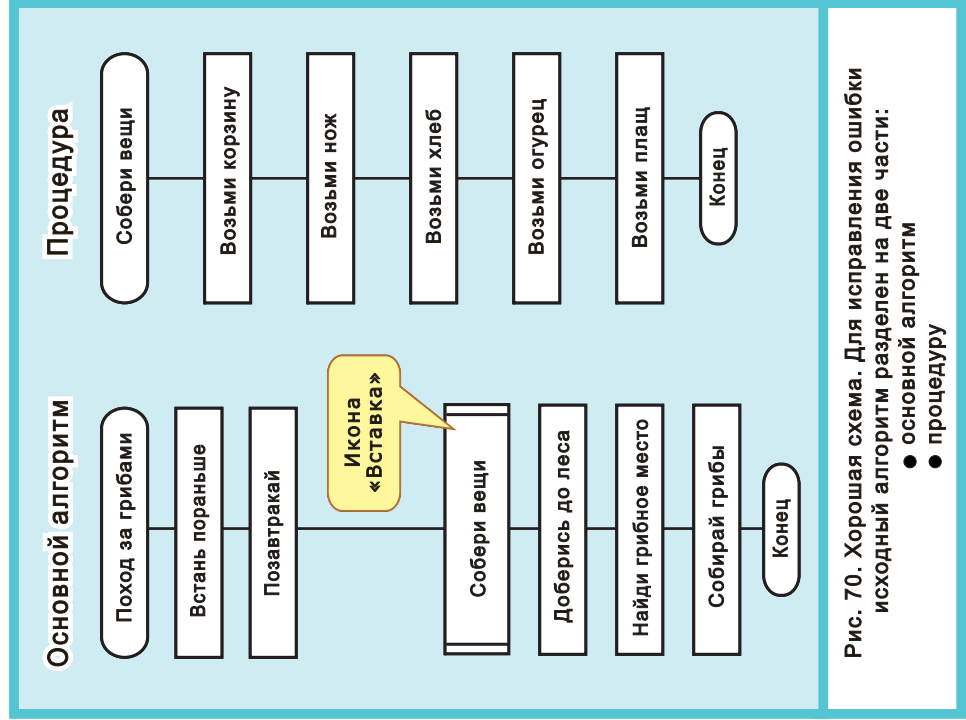 Основной алгоритм
Поход за грибами
Встань пораньше
Позавтракай
Икона
«Вставка»
Собери вещи
Доберись до леса
Найди грибное место
Собирай грибы
Конец
Процедура
Собери вещи
Возьми корзину
Возьми нож
Возьми хлеб
Возьми огурец
Возьми плащ
Конец
Рис. 70. Хорошая схема. Для исправления ошибки
исходный алгоритм разделен на две части:
● основной алгоритм
● процедуру